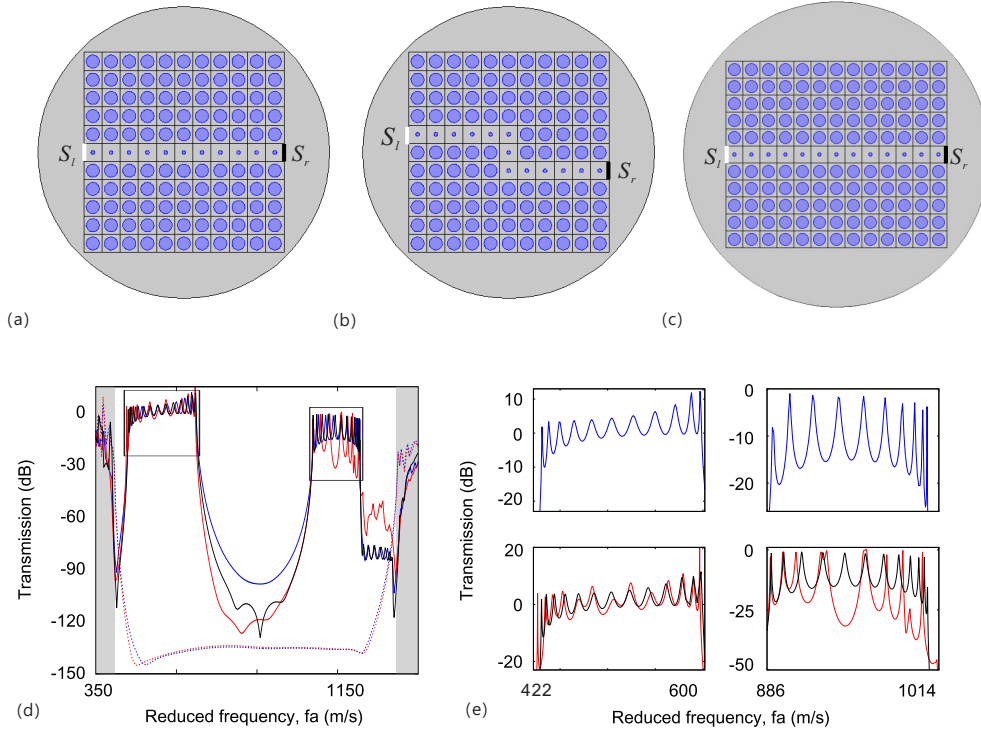 S_l S_r S_l S_r S_l S_r
(a) (b) (c)
Transmission (dB)
0
-30
-60
-90
-120
-150
350 1150
Reduced frequency, fa (m/s)
(d)
Transmission (dB)
10
0
10
-20
0
-10
-20
20
0
-20
422 600
0
-25
-50
886 1014
Reduced frequency, fa (m/s)
(e)